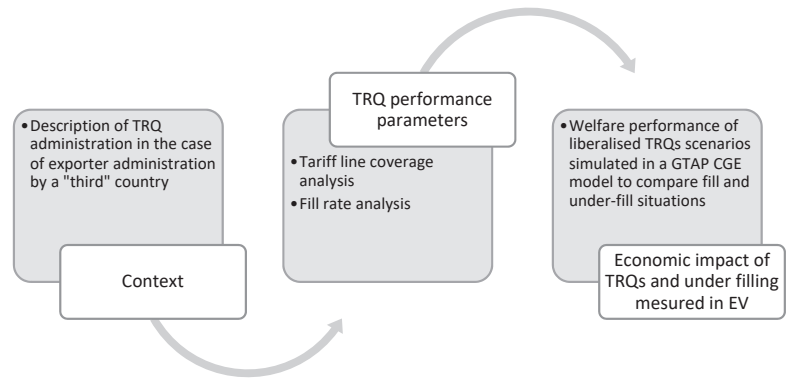 •Description of TRQ
administration in the case
of exporter administration
by a "third" country
Context
TRQ performance
parameters
•Tariff line coverage
analysis
•Fill rate analysis
•Welfare performance of
liberalised TRQs scenarios
simulated in a GTAP CGE
model to compare fill and
under-fill situations
Economic impact of
TRQs and under filling
mesured in EV